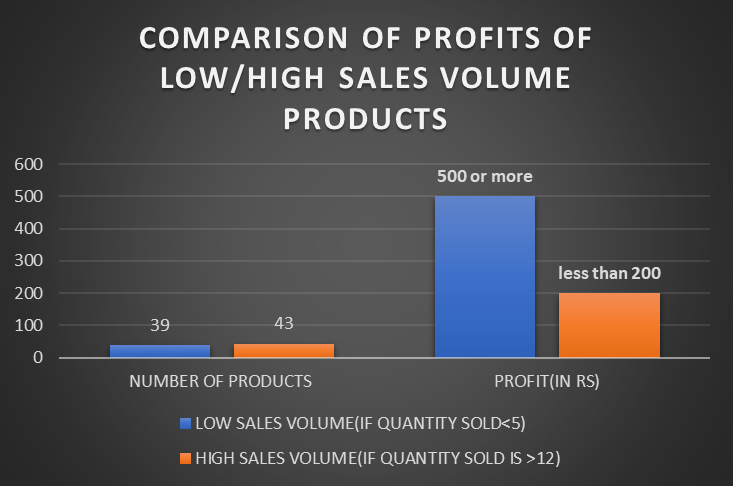 COMPARISON OF PROFITS OF
LOW/HIGH SALES VOLUME
PRODUCTS
600
500
400
300
200
100
0
500 or more
less than 200
39
43
NUMBER OF PRODUCTS
PROFIT(IN RS)
LOW SALES VOLUME(IF QUANTITY SOLD<5)
HIGH SALES VOLUME(IF QUANTITY SOLD IS >12)